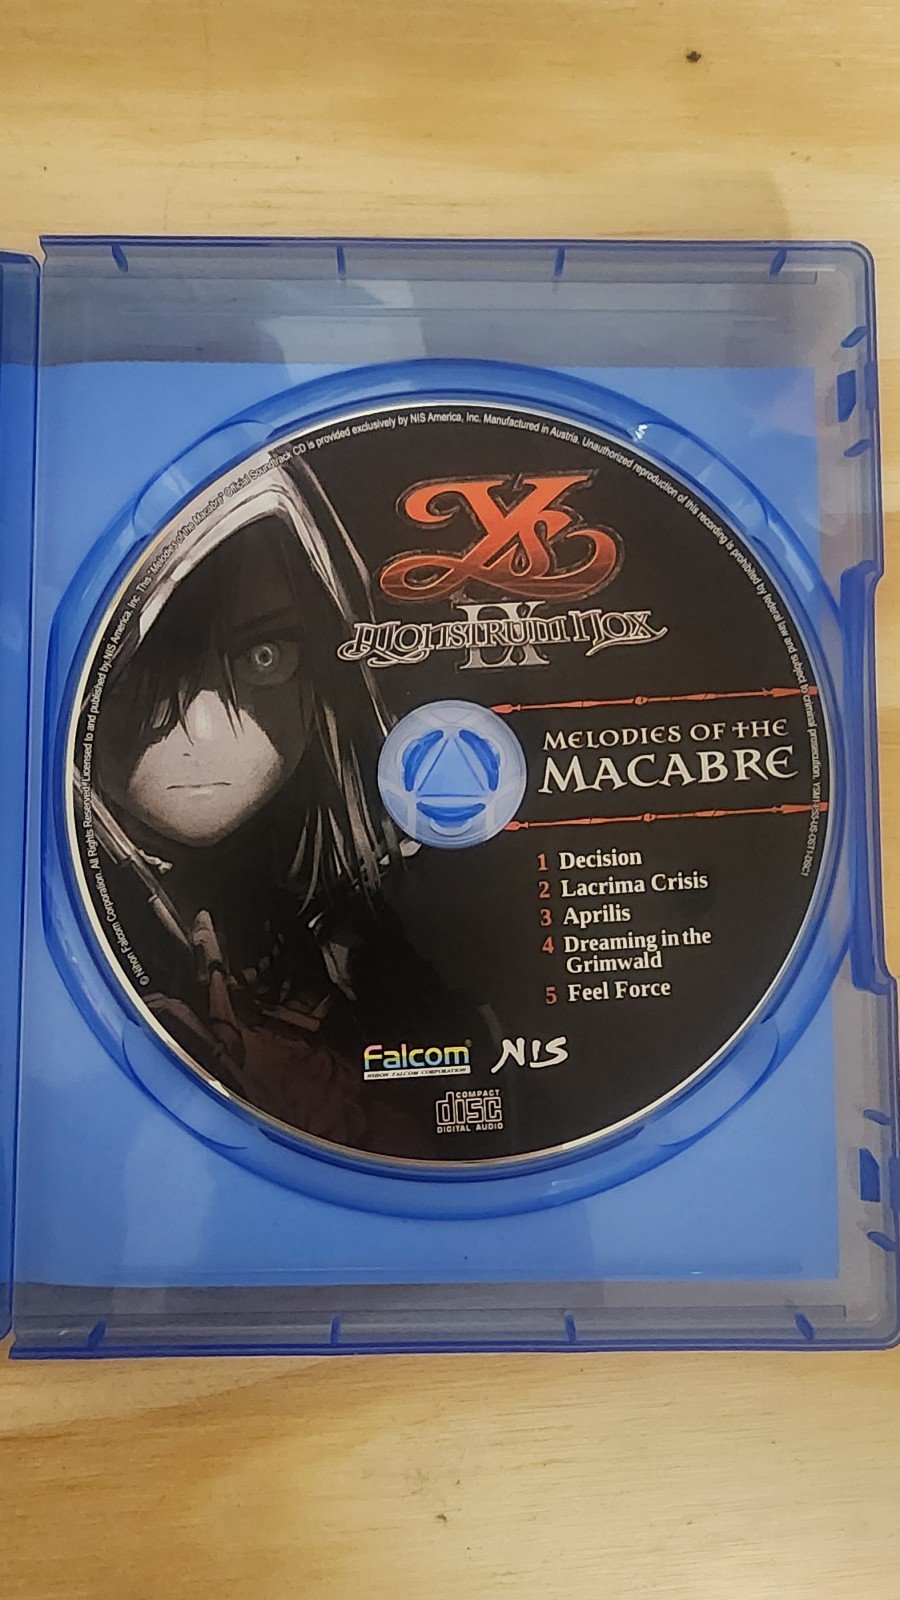 © Nihon Falcom Corporation. All Rights Reserved. Licensed to and published by NIS America, Inc. This "Melodies of the Macabre" Official Soundtrack CD is provided exclusively by NIS America, Inc. Manufactured in Austria. Unauthorized reproduction of this recording is prohibited by federal law and subject to criminal prosecution.
Ys
IX
Monstrum Nox
MELODIES OF THE
MACABRE
1 Decision
2 Lacrima Crisis
3 Aprilis
4 Dreaming in the
Grimwald
5 Feel Force
Falcom
NIHON FALCOM CORPORATION
NIS
COMPACT
disc
DIGITAL AUDIO